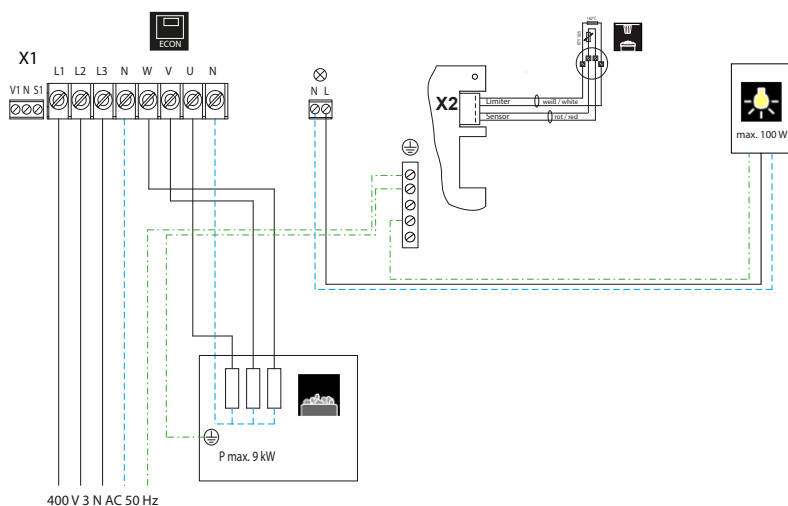 ECON
X1
L1 L2 L3 N W V U N
V1 N S1
N L
X2
Limiter weiß / white
Sensor rot / red
142°C
max. 100 W
P max. 9 kW
400 V 3 N AC 50 Hz